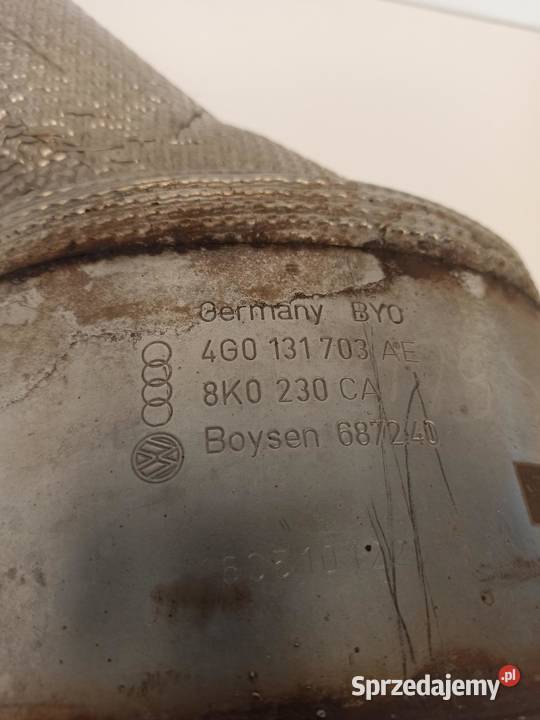 Germany BYO
4G0 131 703 AE
8K0 230 CA
Boysen 687240
Sprzedajemy.pl